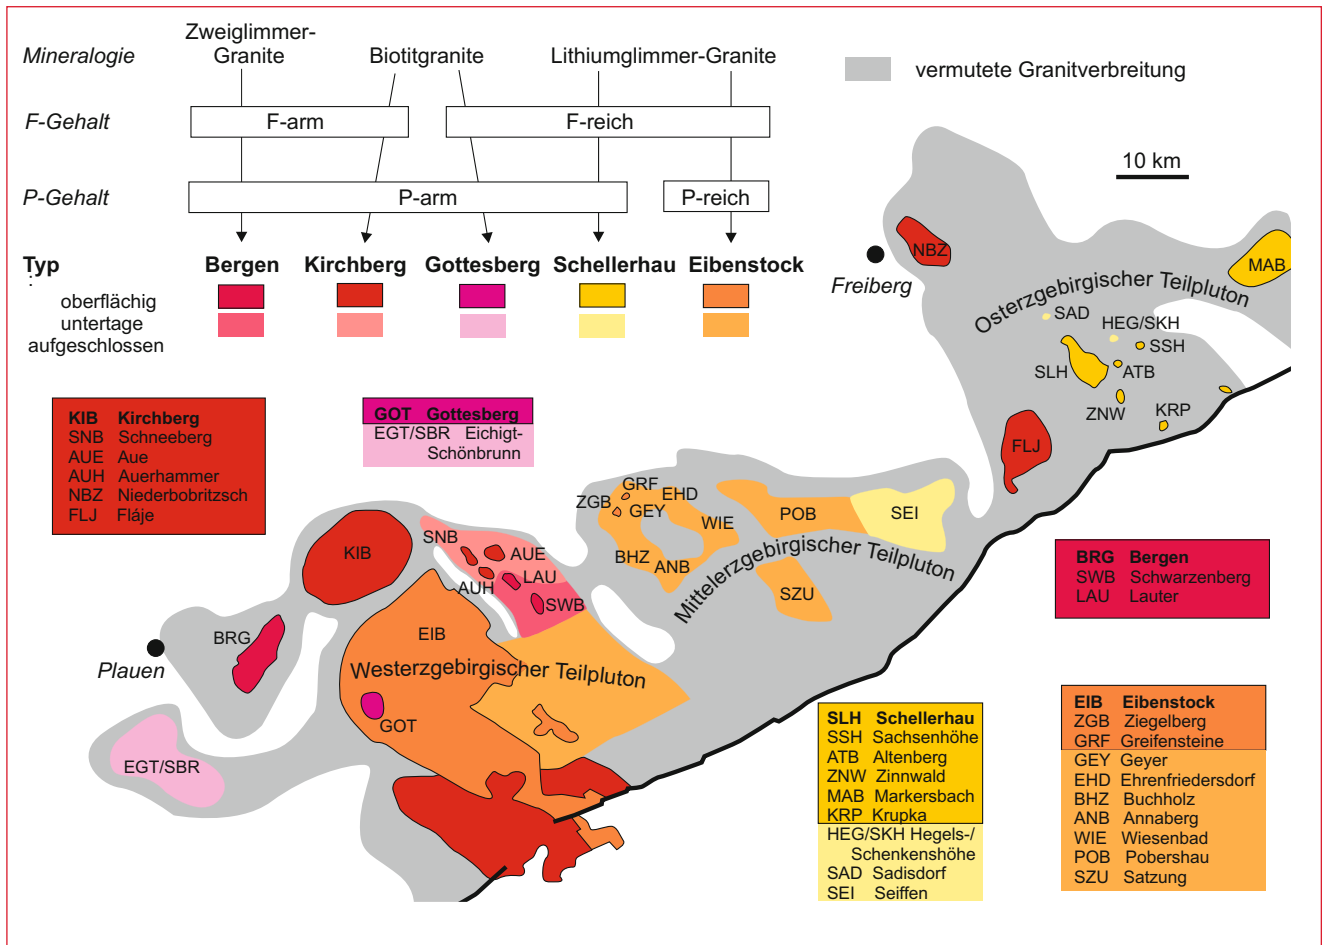 Zweiglimmer-
Mineralogie Granite Biotitgranite Lithiumglimmer-Granite
vermutete Granitverbreitung
F-Gehalt F-arm F-reich
10 km
P-Gehalt P-arm P-reich
Typ Bergen Kirchberg Gottesberg Schellerhau Eibenstock
:
oberflächig
untertage
aufgeschlossen
NBZ
Freiberg
MAB
Osterzgebirgischer Teilpluton
SAD
HEG/SKH
SSH
SLH
ATB
ZNW
KRP
FLJ
KIB Kirchberg
SNB Schneeberg
AUE Aue
AUH Auerhammer
NBZ Niederbobritzsch
FLJ Fláje
GOT Gottesberg
EGT/SBR Eichigt-
Schönbrunn
GRF
EHD
ZGB
GEY
WIE
POB
SEI
BHZ
ANB
SZU
Mittelerzgebirgischer Teilpluton
KIB
SNB
AUE
LAU
AUH
SWB
BRG
EIB
Plauen
Westerzgebirgischer Teilpluton
GOT
EGT/SBR
BRG Bergen
SWB Schwarzenberg
LAU Lauter
SLH Schellerhau
SSH Sachsenhöhe
ATB Altenberg
ZNW Zinnwald
MAB Markersbach
KRP Krupka
HEG/SKH Hegels-/
Schenkenshöhe
SAD Sadisdorf
SEI Seiffen
EIB Eibenstock
ZGB Ziegelberg
GRF Greifensteine
GEY Geyer
EHD Ehrenfriedersdorf
BHZ Buchholz
ANB Annaberg
WIE Wiesenbad
POB Pobershau
SZU Satzung